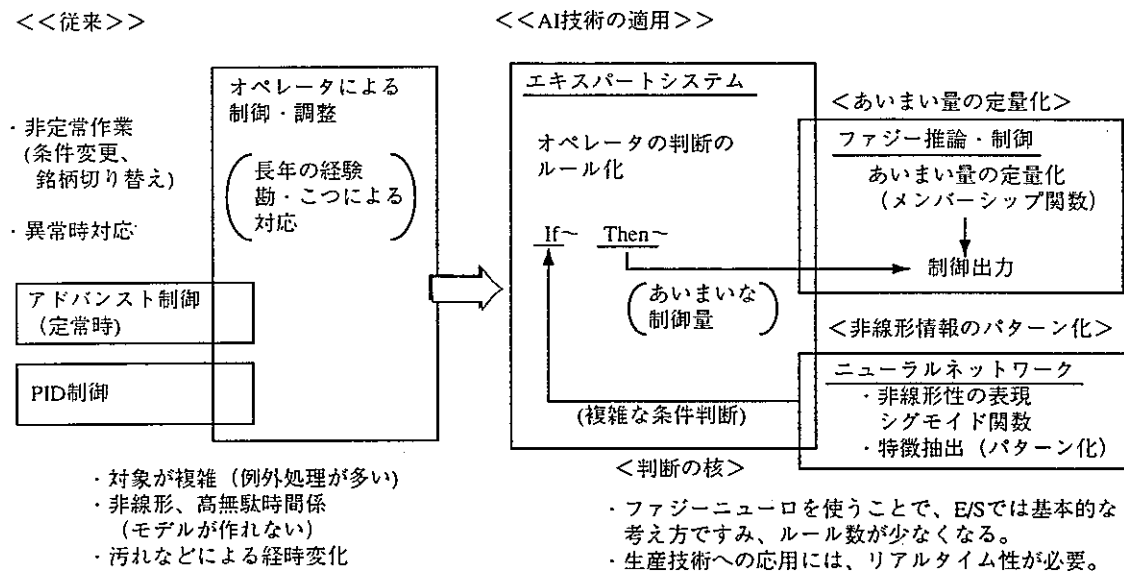 <<従来>>
オペレータによる
制御・調整
・非定常作業
(条件変更、
銘柄切り替え)
長年の経験
勘・こつによる
対応
・異常時対応
アドバンスト制御
(定常時)
PID制御
・対象が複雑（例外処理が多い)
・非線形、高無駄時間係
（モデルが作れない）
・汚れなどによる経時変化
<<AI技術の適用>>
エキスパートシステム
オペレータの判断の
ルール化
If～ Then～
あいまいな
制御量
(複雑な条件判断)
<判断の核>
<あいまい量の定量化>
ファジー推論・制御
あいまい量の定量化
（メンバーシップ関数）
制御出力
<非線形情報のパターン化>
ニューラルネットワーク
・非線形性の表現
シグモイド関数
・特徴抽出（パターン化）
・ファジーニューロを使うことで、E/Sでは基本的な
考え方ですみ、ルール数が少なくなる。
・生産技術への応用には、リアルタイム性が必要。